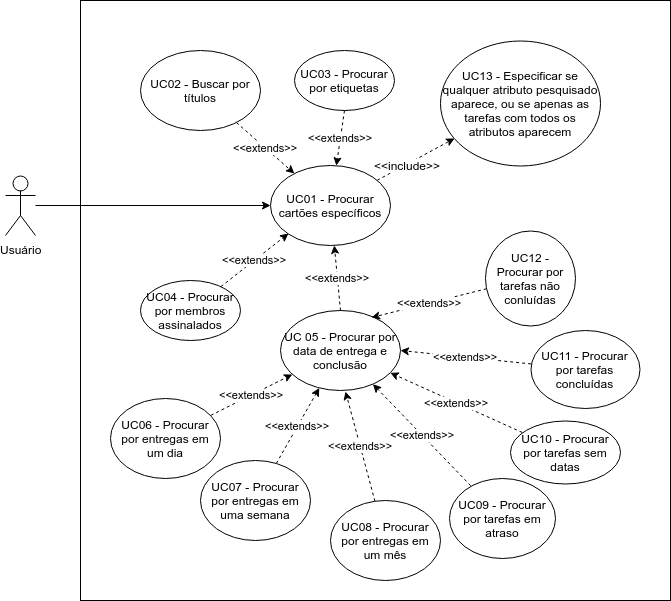 UC02 - Buscar por
títulos
UC03 - Procurar
por etiquetas
UC13 - Especificar se
qualquer atributo pesquisado
aparece, ou se apenas as
tarefas com todos os
atributos aparecem
<<extends>>
<<extends>>
<<include>>
UC01 - Procurar
cartões específicos
Usuário
<<extends>>
<<extends>>
UC12 -
Procurar por
tarefas não
conluídas
UC04 - Procurar
por membros
assinalados
<<extends>>
UC 05 - Procurar por
data de entrega e
conclusão
<<extends>>
UC11 - Procurar
por tarefas
concluídas
<<extends>>
<<extends>>
UC06 - Procurar
por entregas em
um dia
<<extends>>
<<extends>>
<<extends>>
UC10 - Procurar
por tarefas sem
datas
UC07 - Procurar
por entregas em
uma semana
UC09 - Procurar
por tarefas em
atraso
UC08 - Procurar
por entregas em
um mês